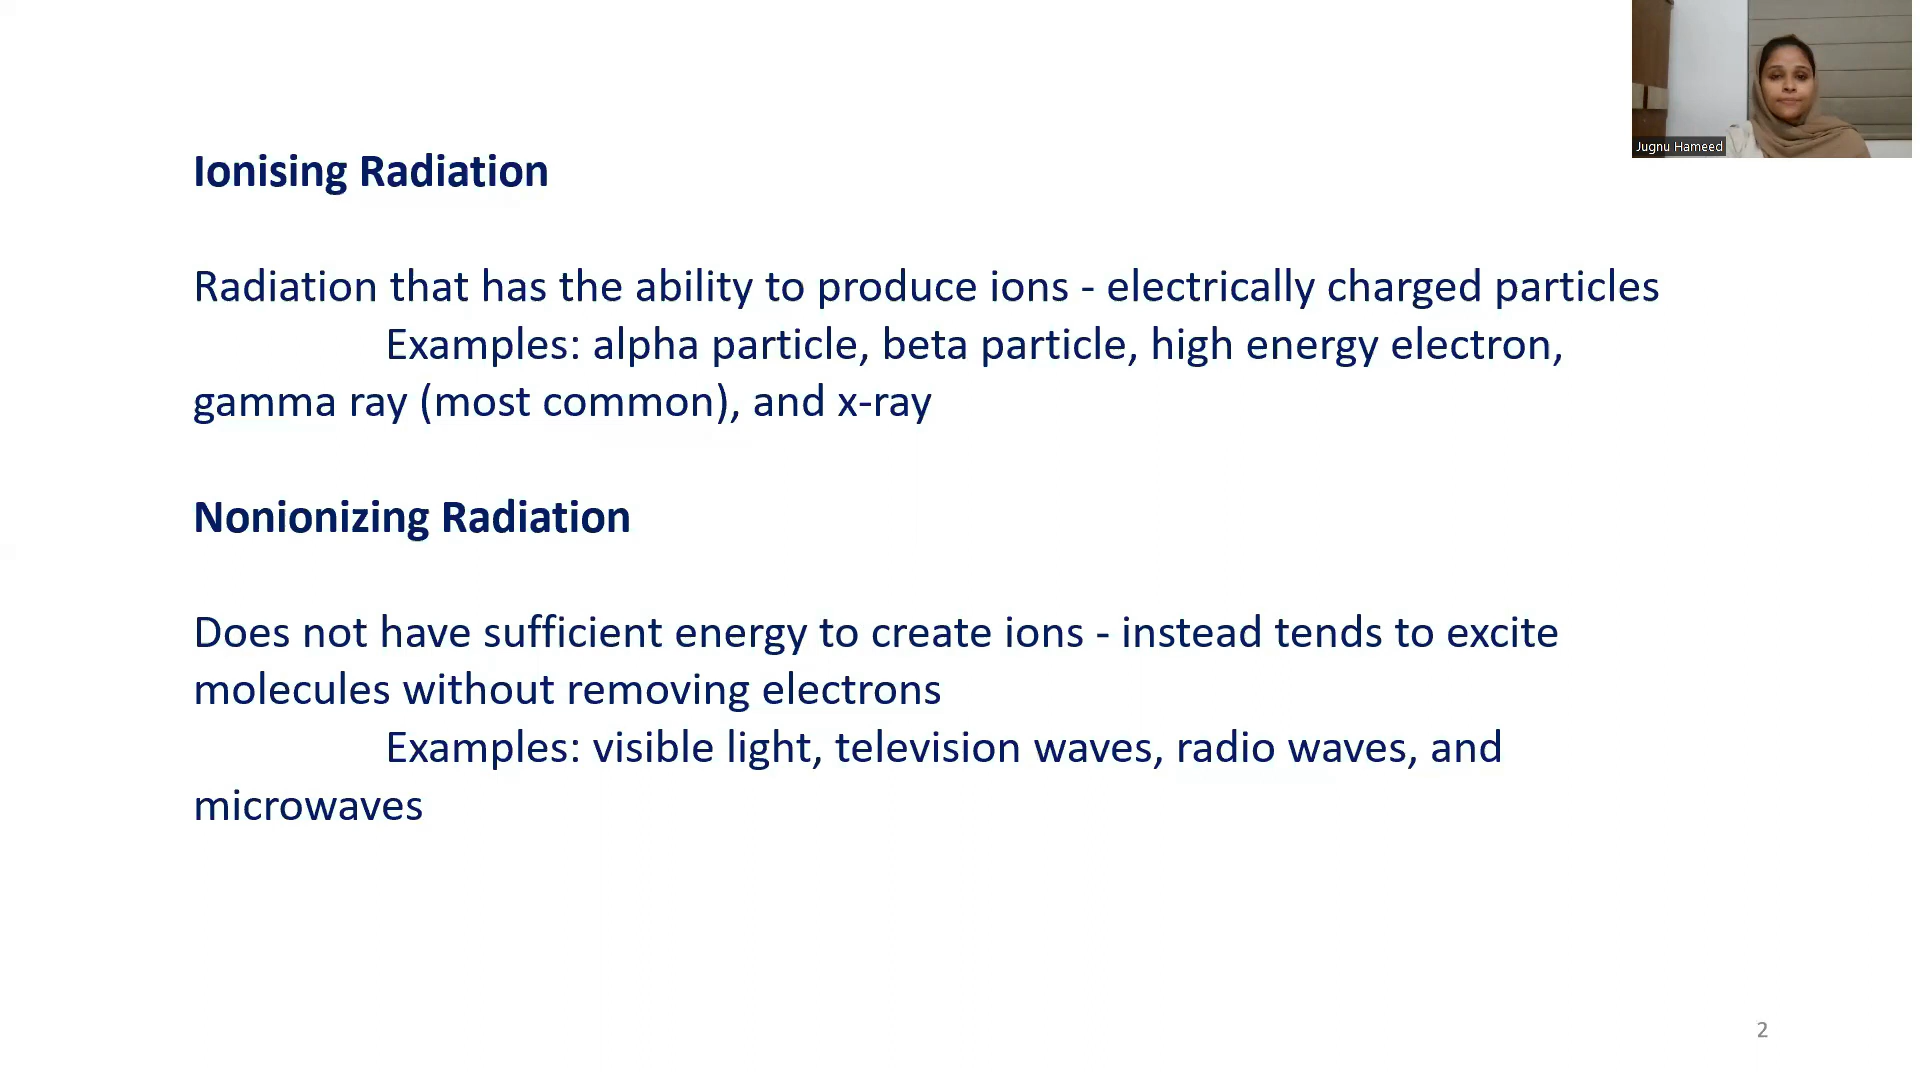 Jugnu Hameed
Ionising Radiation
Radiation that has the ability to produce ions - electrically charged particles
Examples: alpha particle, beta particle, high energy electron,
gamma ray (most common), and x-ray
Nonionizing Radiation
Does not have sufficient energy to create ions - instead tends to excite
molecules without removing electrons
Examples: visible light, television waves, radio waves, and
microwaves
2